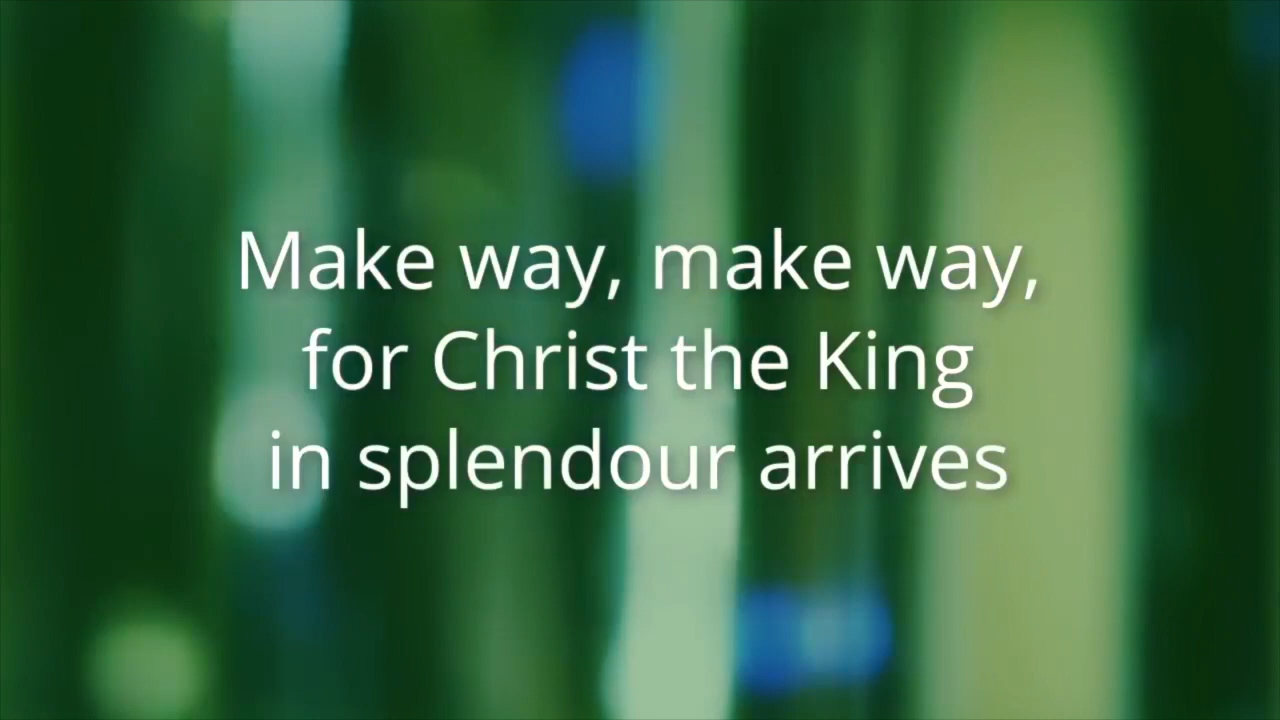 Make way, make way,
for Christ the King
in splendour arrives